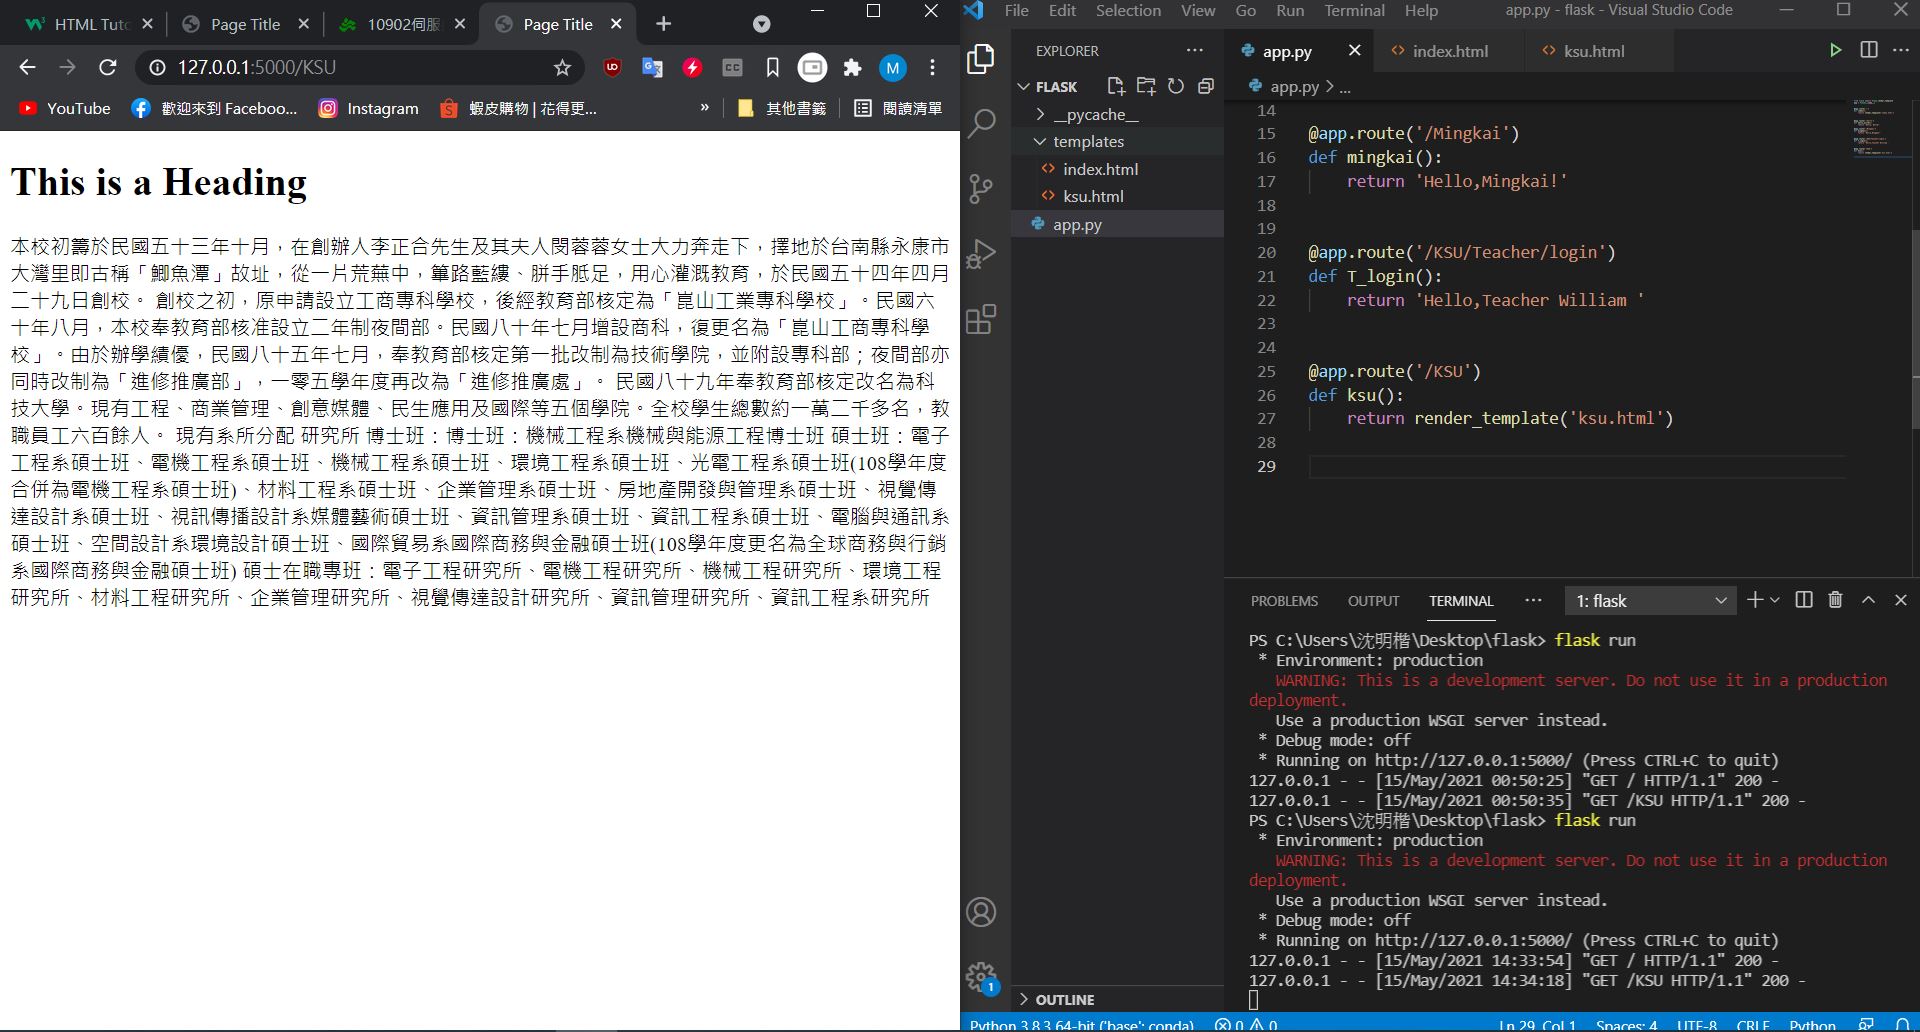 HTML Tuto
Page Title
10902伺服
Page Title
127.0.0.1:5000/KSU
YouTube
歡迎來到 Faceboo...
Instagram
蝦皮購物 | 花得更...
»
其他書籤
閱讀清單
This is a Heading
本校初籌於民國五十三年十月，在創辦人李正合先生及其夫人閔蓉蓉女士大力奔走下，擇地於台南縣永康市
大灣里即古稱「鯽魚潭」故址，從一片荒蕪中，篳路藍縷、胼手胝足，用心灌溉教育，於民國五十四年四月
二十九日創校。 創校之初，原申請設立工商專科學校，後經教育部核定為「崑山工業專科學校」。民國六
十年八月，本校奉教育部核准設立二年制夜間部。民國八十年七月增設商科，復更名為「崑山工商專科學
校」。由於辦學績優，民國八十五年七月，奉教育部核定第一批改制為技術學院，並附設專科部；夜間部亦
同時改制為「進修推廣部」，一零五學年度再改為「進修推廣處」。 民國八十九年奉教育部核定改名為科
技大學。現有工程、商業管理、創意媒體、民生應用及國際等五個學院。全校學生總數約一萬二千多名，教
職員工六百餘人。 現有系所分配 研究所 博士班：博士班：機械工程系機械與能源工程博士班 碩士班：電子
工程系碩士班、電機工程系碩士班、機械工程系碩士班、環境工程系碩士班、光電工程系碩士班(108學年度
合併為電機工程系碩士班)、材料工程系碩士班、企業管理系碩士班、房地產開發與管理系碩士班、視覺傳
達設計系碩士班、視訊傳播設計系媒體藝術碩士班、資訊管理系碩士班、資訊工程系碩士班、電腦與通訊系
碩士班、空間設計系環境設計碩士班、國際貿易系國際商務與金融碩士班(108學年度更名為全球商務與行銷
系國際商務與金融碩士班) 碩士在職專班：電子工程研究所、電機工程研究所、機械工程研究所、環境工程
研究所、材料工程研究所、企業管理研究所、視覺傳達設計研究所、資訊管理研究所、資訊工程系研究所
File Edit Selection View Go Run Terminal Help
app.py - flask - Visual Studio Code
EXPLORER
FLASK
__pycache__
templates
index.html
ksu.html
app.py
OUTLINE
app.py
index.html
ksu.html
app.py > ...
14
15 @app.route('/Mingkai')
16 def mingkai():
17 return 'Hello,Mingkai!'
18
19
20 @app.route('/KSU/Teacher/login')
21 def T_login():
22 return 'Hello,Teacher William '
23
24
25 @app.route('/KSU')
26 def ksu():
27 return render_template('ksu.html')
28
29
PROBLEMS OUTPUT TERMINAL ... 1: flask
PS C:\Users\沈明楷\Desktop\flask> flask run
* Environment: production
WARNING: This is a development server. Do not use it in a production
deployment.
Use a production WSGI server instead.
* Debug mode: off
* Running on http://127.0.0.1:5000/ (Press CTRL+C to quit)
127.0.0.1 - - [15/May/2021 00:50:25] "GET / HTTP/1.1" 200 -
127.0.0.1 - - [15/May/2021 00:50:35] "GET /KSU HTTP/1.1" 200 -
PS C:\Users\沈明楷\Desktop\flask> flask run
* Environment: production
WARNING: This is a development server. Do not use it in a production
deployment.
Use a production WSGI server instead.
* Debug mode: off
* Running on http://127.0.0.1:5000/ (Press CTRL+C to quit)
127.0.0.1 - - [15/May/2021 14:33:54] "GET / HTTP/1.1" 200 -
127.0.0.1 - - [15/May/2021 14:34:18] "GET /KSU HTTP/1.1" 200 -
Python 3.8.3 64-bit ('base': conda) 0 0 Ln 29, Col 1 Spaces: 4 UTF-8 CRLF Python